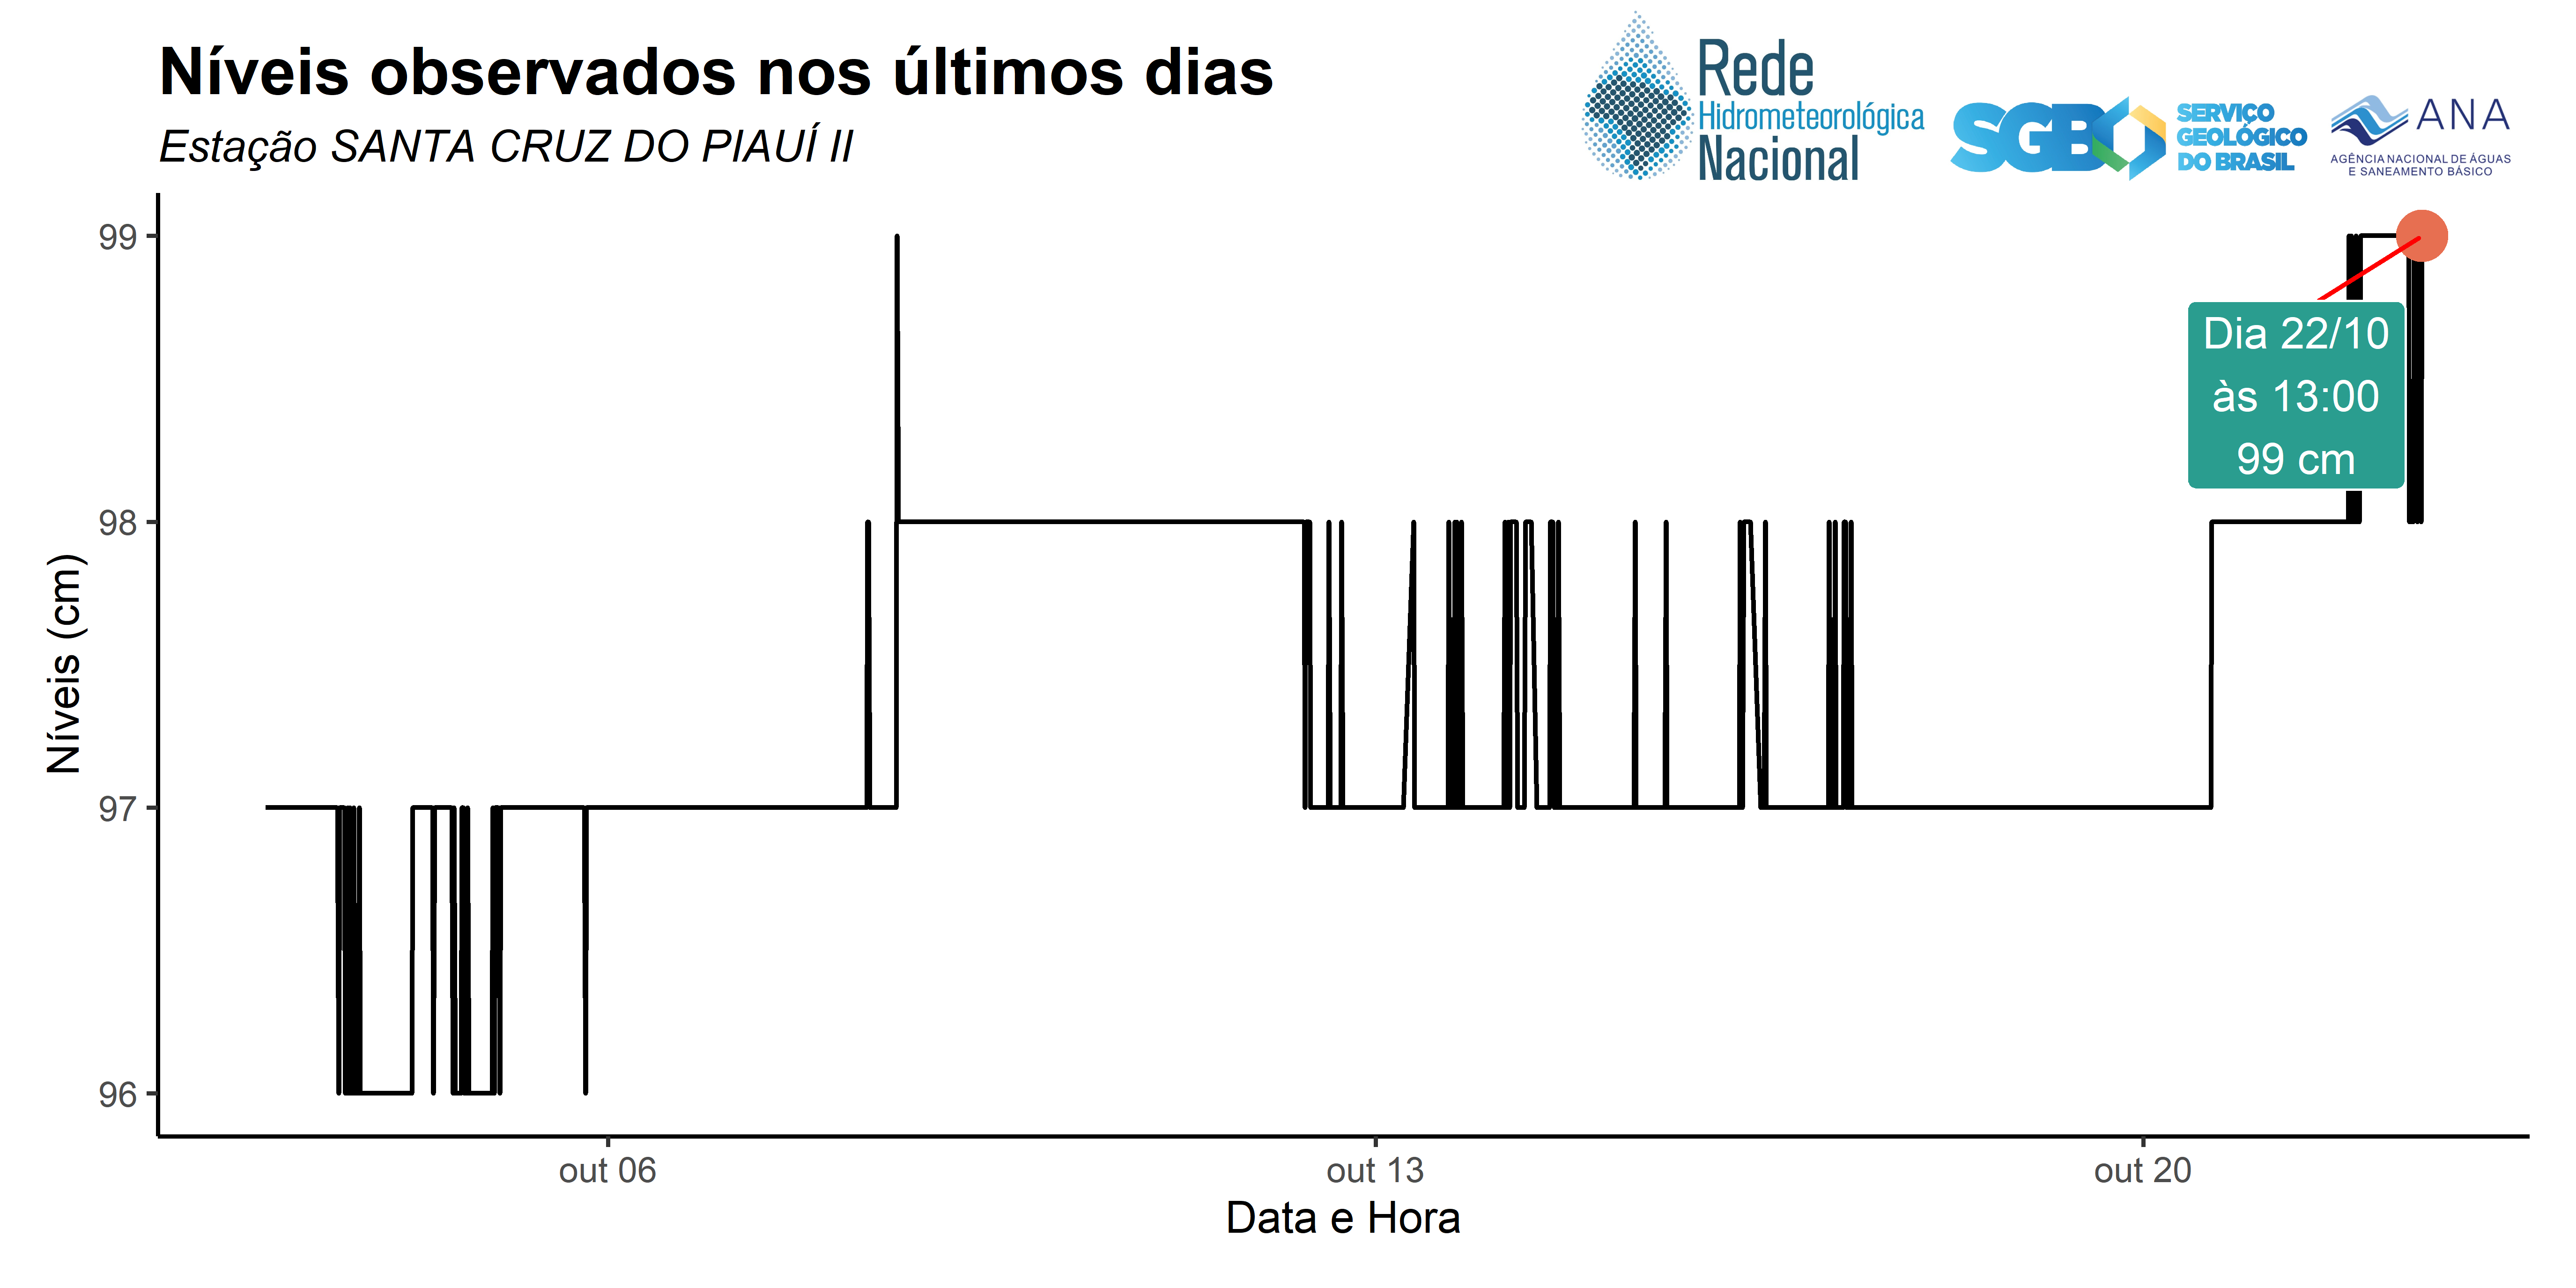 Níveis observados nos últimos dias
Estação SANTA CRUZ DO PIAUÍ II
Rede
Hidrometeorológica
Nacional
SGB
SERVIÇO
GEOLÓGICO
DO BRASIL
ANA
AGÊNCIA NACIONAL DE ÁGUAS
E SANEAMENTO BÁSICO
Níveis (cm)
99
98
97
96
Dia 22/10
às 13:00
99 cm
out 06
out 13
out 20
Data e Hora